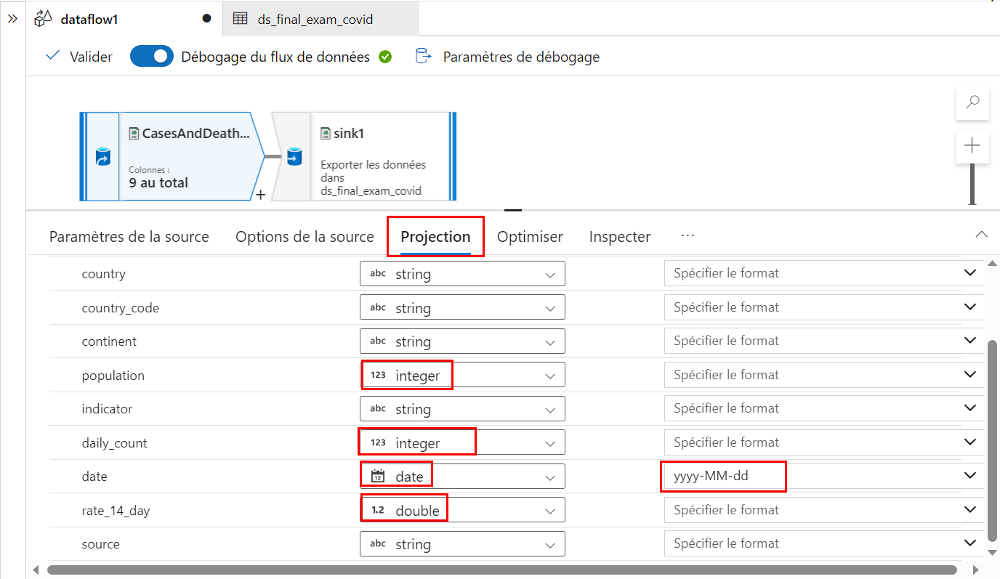 dataflow1
ds_final_exam_covid
Valider
Débogage du flux de données
Paramètres de débogage
CasesAndDeath...
Colonnes :
9 au total
sink1
Exporter les données
dans
ds_final_exam_covid
Paramètres de la source
Options de la source
Projection
Optimiser
Inspecter
...
country abc string Spécifier le format
country_code abc string Spécifier le format
continent abc string Spécifier le format
population 123 integer Spécifier le format
indicator abc string Spécifier le format
daily_count 123 integer Spécifier le format
date 12 date yyyy-MM-dd
rate_14_day 1.2 double Spécifier le format
source abc string Spécifier le format